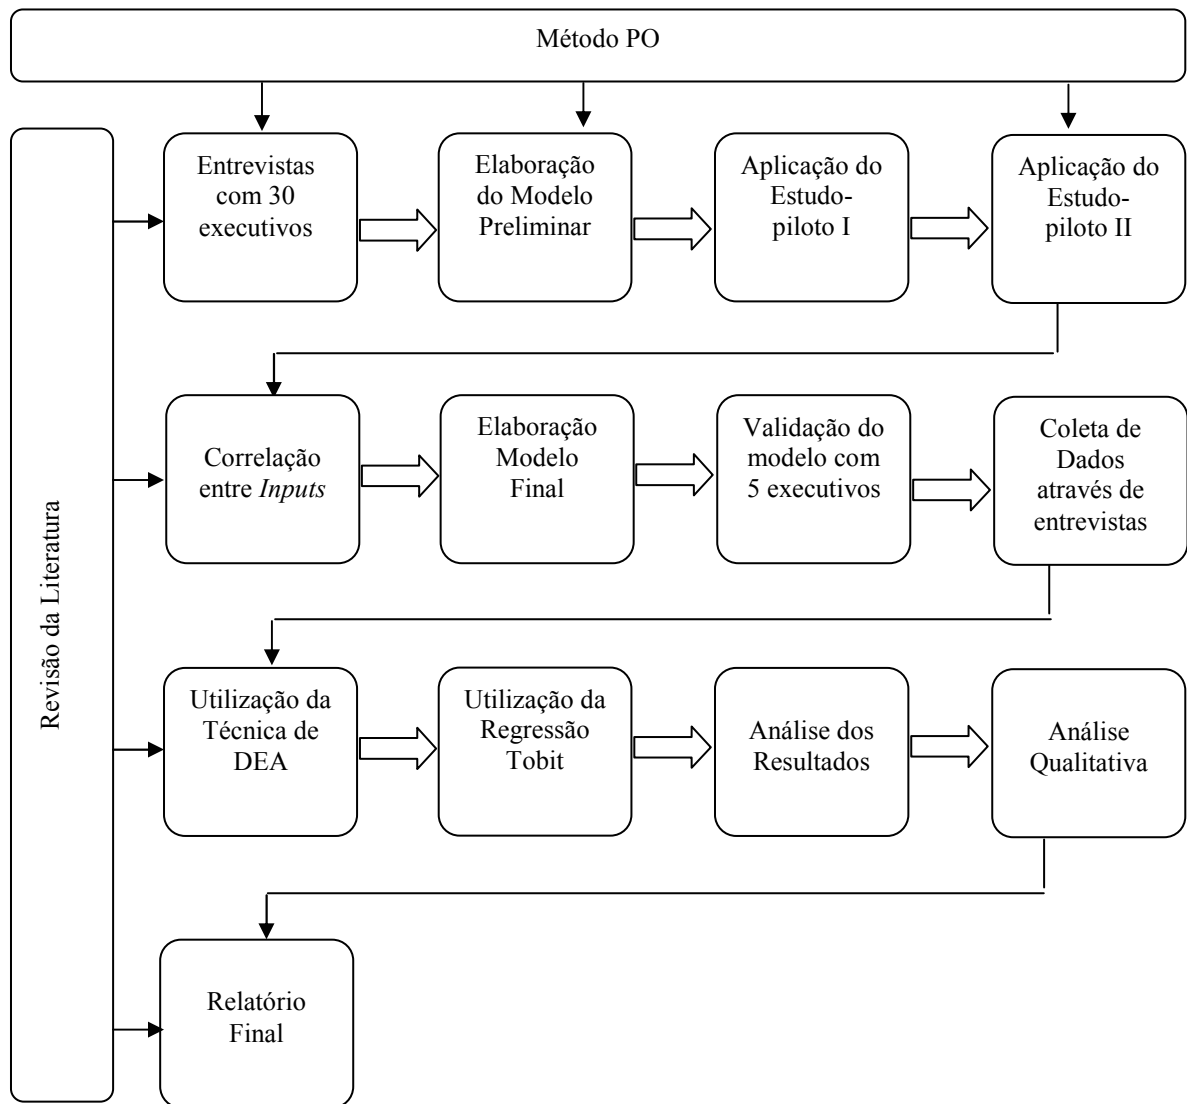 Método PO
Entrevistas
com 30
executivos
Elaboração
do Modelo
Preliminar
Aplicação do
Estudo-
piloto I
Aplicação do
Estudo-
piloto II
Revisão da Literatura
Correlação
entre Inputs
Elaboração
Modelo
Final
Validação do
modelo com
5 executivos
Coleta de
Dados
através de
entrevistas
Utilização da
Técnica de
DEA
Utilização da
Regressão
Tobit
Análise dos
Resultados
Análise
Qualitativa
Relatório
Final